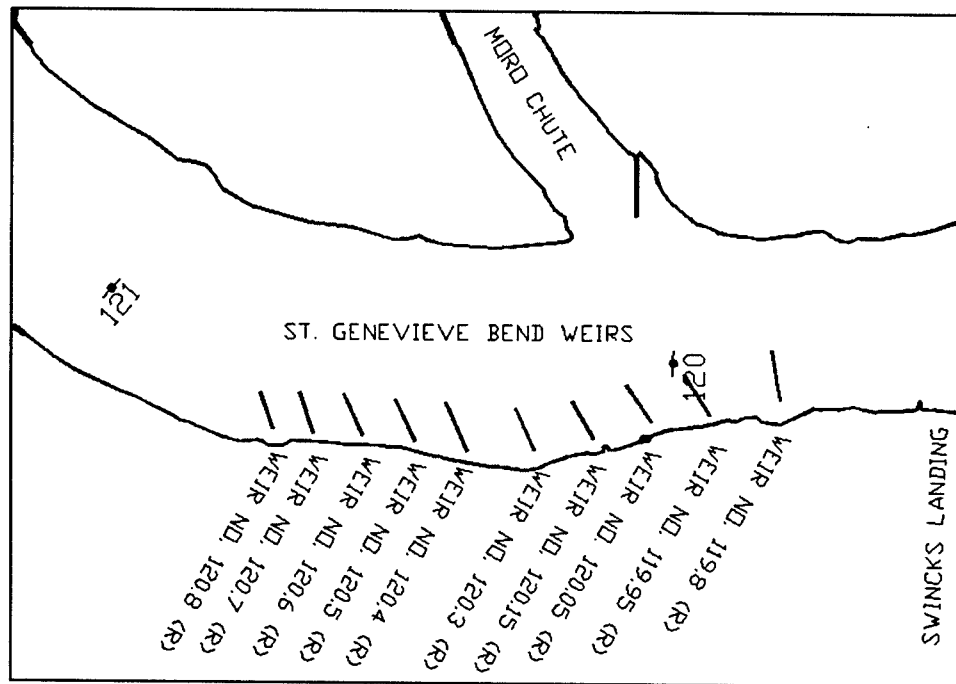 MORO CHUTE
121
ST. GENEVIEVE BEND WEIRS
120
WEIR NO. 120.8 (R)
WEIR NO. 120.7 (R)
WEIR NO. 120.6 (R)
WEIR NO. 120.5 (R)
WEIR NO. 120.4 (R)
WEIR NO. 120.3 (R)
WEIR NO. 120.15 (R)
WEIR NO. 120.05 (R)
WEIR NO. 119.95 (R)
WEIR NO. 119.8 (R)
SWINCKS LANDING